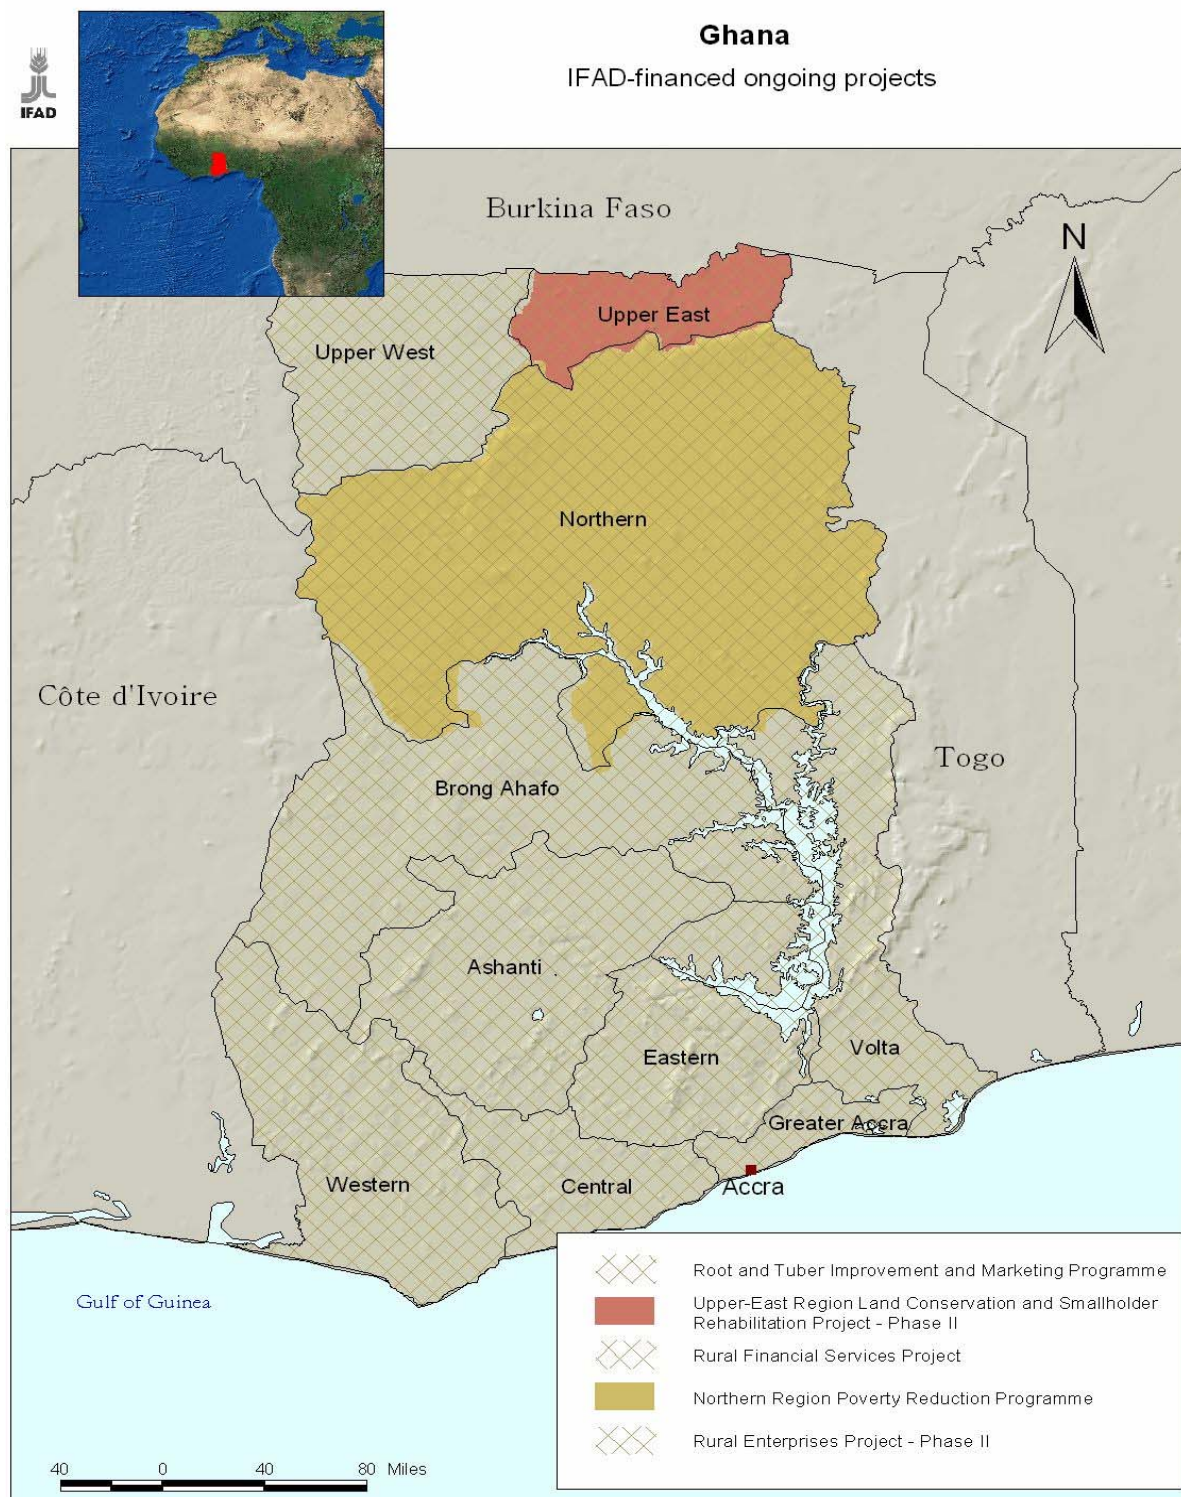 Ghana
IFAD-financed ongoing projects
IFAD
Burkina Faso
N
Upper East
Upper West
Northern
Côte d'Ivoire
Togo
Brong Ahafo
Ashanti
Eastern
Volta
Greater Accra
Western
Central
Accra
Gulf of Guinea
Root and Tuber Improvement and Marketing Programme
Upper-East Region Land Conservation and Smallholder
Rehabilitation Project - Phase II
Rural Financial Services Project
Northern Region Poverty Reduction Programme
Rural Enterprises Project - Phase II
40 0 40 80 Miles